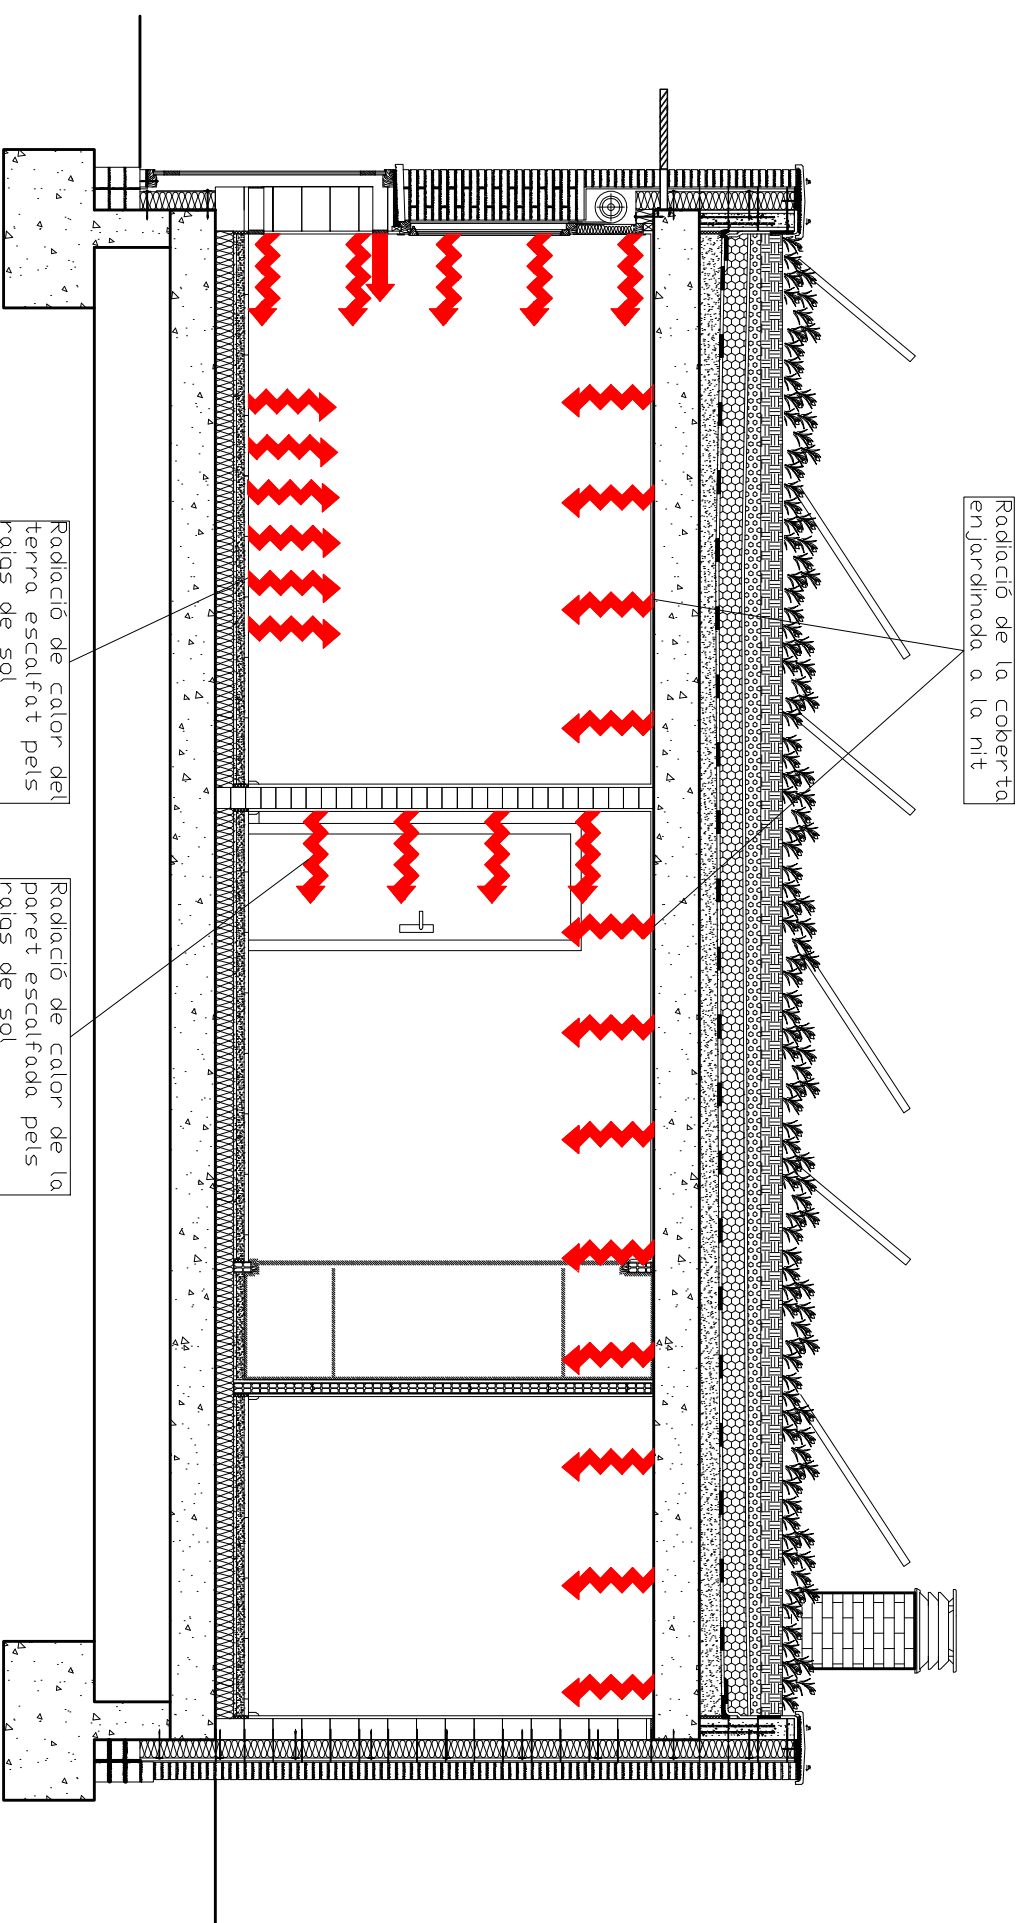 Radiació de la coberta
enjardinada a la nit
Radiació de calor del
terra escalfat pels
raigs de sol
Radiació de calor de la
paret escalfada pels
raigs de sol